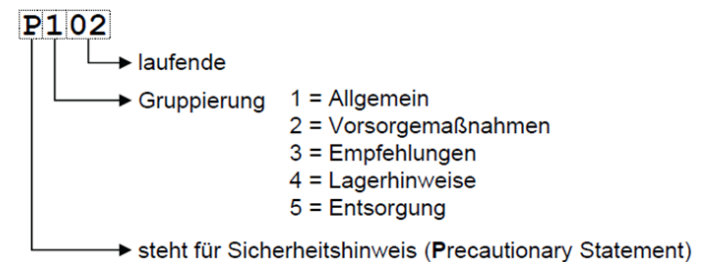 P102
laufende
Gruppierung 1 = Allgemein
2 = Vorsorgemaßnahmen
3 = Empfehlungen
4 = Lagerhinweise
5 = Entsorgung
steht für Sicherheitshinweis (Precautionary Statement)